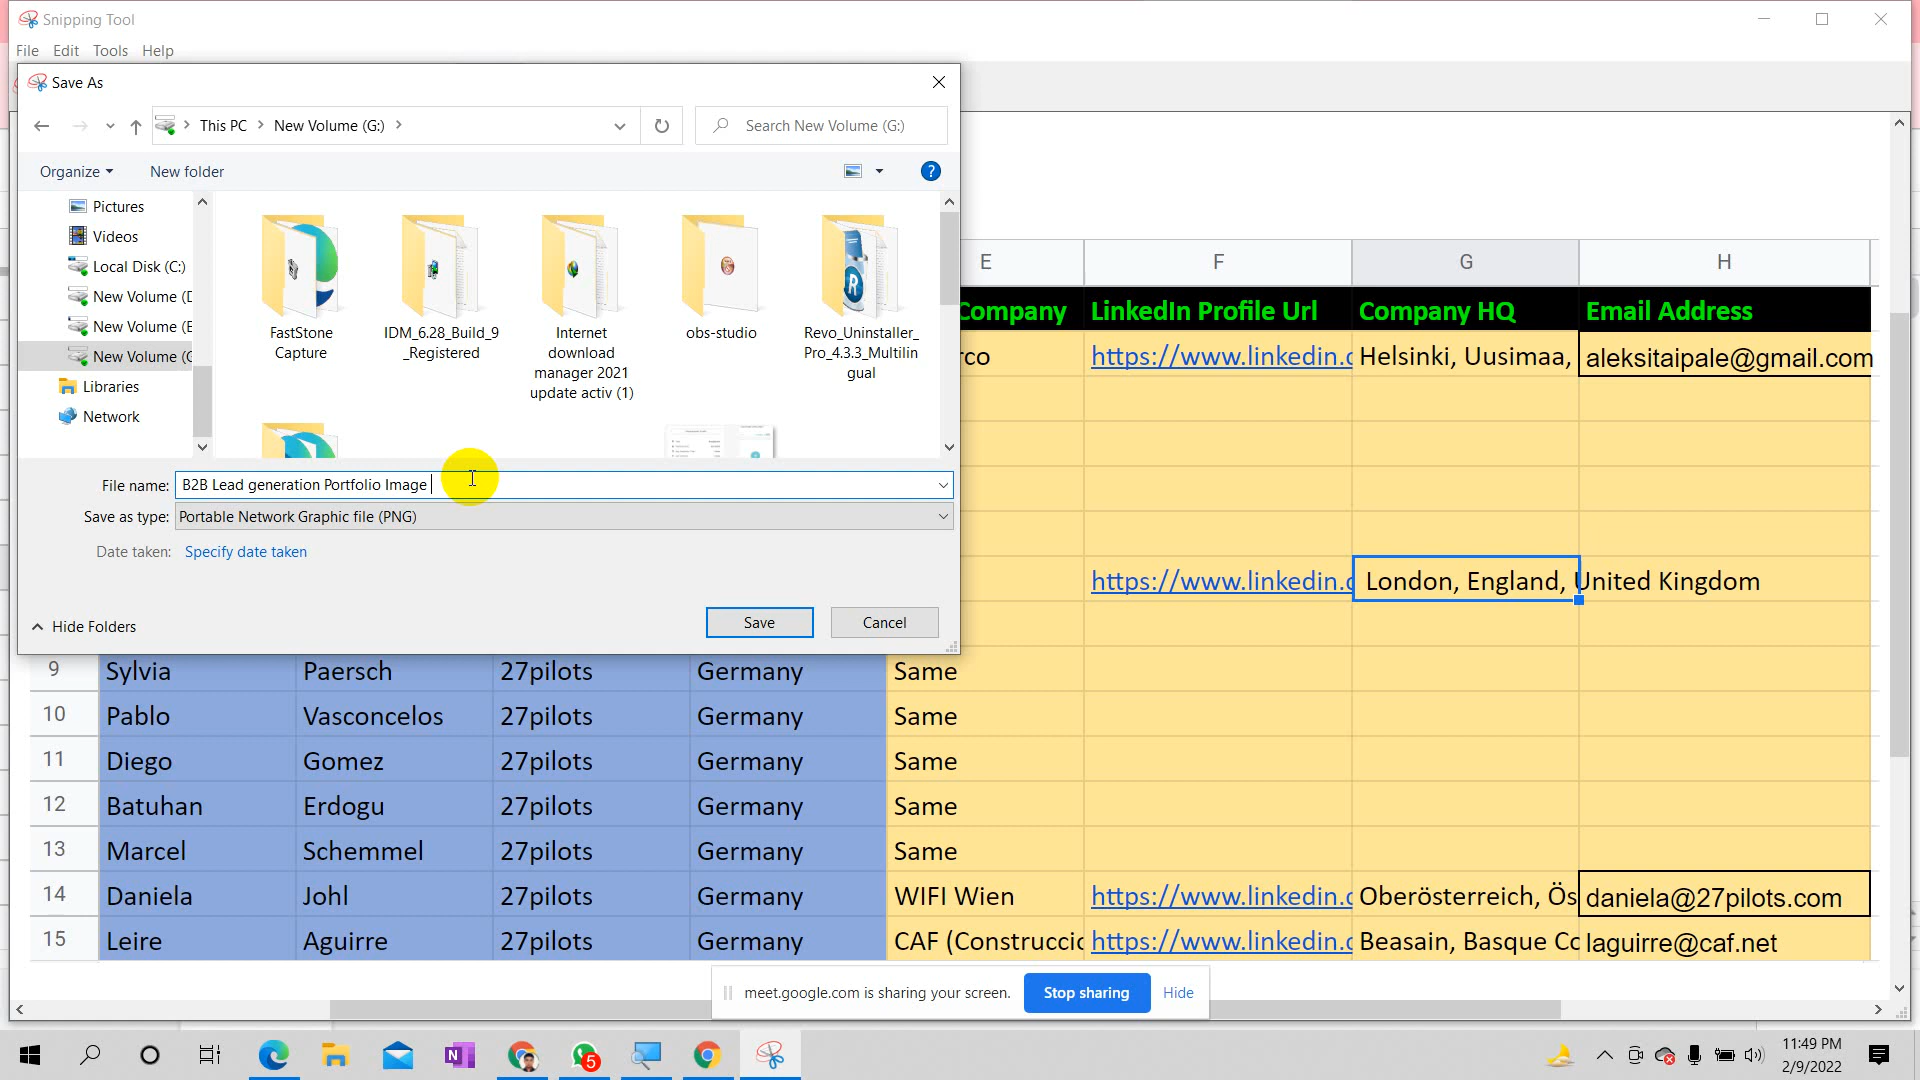 Snipping Tool
File Edit Tools Help
Save As
This PC > New Volume (G:) >
Search New Volume (G:)
Organize
New folder
Pictures
Videos
Local Disk (C:)
New Volume (D
New Volume (E
New Volume (G
Libraries
Network
FastStone Capture
IDM_6.28_Build_9_Registered
Internet download manager 2021 update activ (1)
obs-studio
Revo_Uninstaller_Pro_4.3.3_Multilingual
File name: B2B Lead generation Portfolio Image
Save as type: Portable Network Graphic file (PNG)
Date taken: Specify date taken
Hide Folders
Save
Cancel
E F G H
Company LinkedIn Profile Url Company HQ Email Address
rco https://www.linkedin.c Helsinki, Uusimaa, aleksitaipale@gmail.com
https://www.linkedin.c London, England, United Kingdom
9 Sylvia Paersch 27pilots Germany Same
10 Pablo Vasconcelos 27pilots Germany Same
11 Diego Gomez 27pilots Germany Same
12 Batuhan Erdogu 27pilots Germany Same
13 Marcel Schemmel 27pilots Germany Same
14 Daniela Johl 27pilots Germany WIFI Wien https://www.linkedin.c Oberösterreich, Ös daniela@27pilots.com
15 Leire Aguirre 27pilots Germany CAF (Construccic https://www.linkedin.c Beasain, Basque Cc laguirre@caf.net
meet.google.com is sharing your screen. Stop sharing Hide
5
11:49 PM
2/9/2022